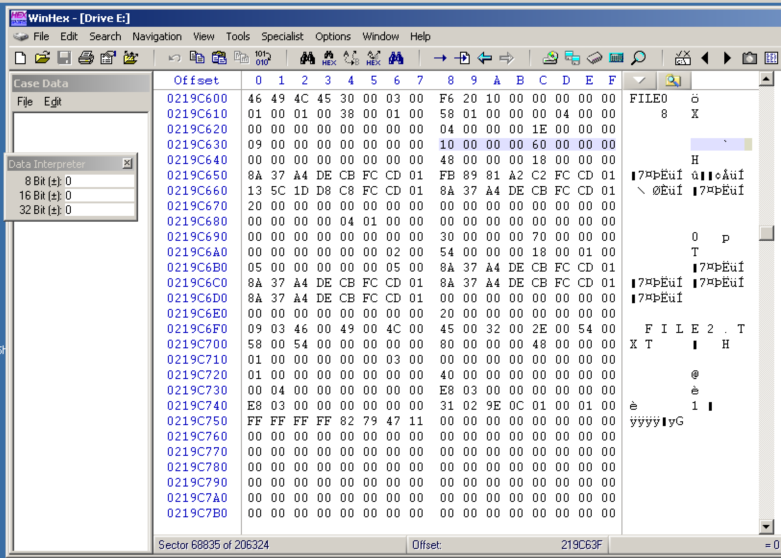 WinHex - [Drive E:]
File Edit Search Navigation View Tools Specialist Options Window Help
Case Data
File Edit
Data Interpreter
8 Bit (±): 0
16 Bit (±): 0
32 Bit (±): 0
Offset 0 1 2 3 4 5 6 7 8 9 A B C D E F
0219C600 46 49 4C 45 30 00 03 00 F6 20 10 00 00 00 00 00 FILE0 ö
0219C610 01 00 01 00 38 00 01 00 58 01 00 00 00 04 00 00 8 X
0219C620 00 00 00 00 00 00 00 00 04 00 00 00 1E 00 00 00
0219C630 09 00 00 00 00 00 00 00 10 00 00 00 60 00 00 00 `
0219C640 00 00 00 00 00 00 00 00 48 00 00 00 18 00 00 00 H
0219C650 8A 37 A4 DE CB FC CD 01 FB 89 81 A2 C2 FC CD 01 7¤ÞËüÍ û¢ÂüÍ
0219C660 13 5C 1D D8 C8 FC CD 01 8A 37 A4 DE CB FC CD 01 \ ØÈüÍ 7¤ÞËüÍ
0219C670 20 00 00 00 00 00 00 00 00 00 00 00 00 00 00 00
0219C680 00 00 00 00 04 01 00 00 00 00 00 00 00 00 00 00
0219C690 00 00 00 00 00 00 00 00 30 00 00 00 70 00 00 00 0 p
0219C6A0 00 00 00 00 00 00 02 00 54 00 00 00 18 00 01 00 T
0219C6B0 05 00 00 00 00 00 05 00 8A 37 A4 DE CB FC CD 01 7¤ÞËüÍ
0219C6C0 8A 37 A4 DE CB FC CD 01 8A 37 A4 DE CB FC CD 01 7¤ÞËüÍ 7¤ÞËüÍ
0219C6D0 8A 37 A4 DE CB FC CD 01 00 00 00 00 00 00 00 00 7¤ÞËüÍ
0219C6E0 00 00 00 00 00 00 00 00 20 00 00 00 00 00 00 00
0219C6F0 09 03 46 00 49 00 4C 00 45 00 32 00 2E 00 54 00 F I L E 2 . T
0219C700 58 00 54 00 00 00 00 00 80 00 00 00 48 00 00 00 X T H
0219C710 01 00 00 00 00 00 03 00 00 00 00 00 00 00 00 00
0219C720 01 00 00 00 00 00 00 00 40 00 00 00 00 00 00 00 @
0219C730 00 04 00 00 00 00 00 00 E8 03 00 00 00 00 00 00 è
0219C740 E8 03 00 00 00 00 00 00 31 02 9E 0C 01 00 01 00 è 1
0219C750 FF FF FF FF 82 79 47 11 00 00 00 00 00 00 00 00 ÿÿÿÿyG
0219C760 00 00 00 00 00 00 00 00 00 00 00 00 00 00 00 00
0219C770 00 00 00 00 00 00 00 00 00 00 00 00 00 00 00 00
0219C780 00 00 00 00 00 00 00 00 00 00 00 00 00 00 00 00
0219C790 00 00 00 00 00 00 00 00 00 00 00 00 00 00 00 00
0219C7A0 00 00 00 00 00 00 00 00 00 00 00 00 00 00 00 00
0219C7B0 00 00 00 00 00 00 00 00 00 00 00 00 00 00 00 00
Sector 68835 of 206324 Offset: 219C63F = 0